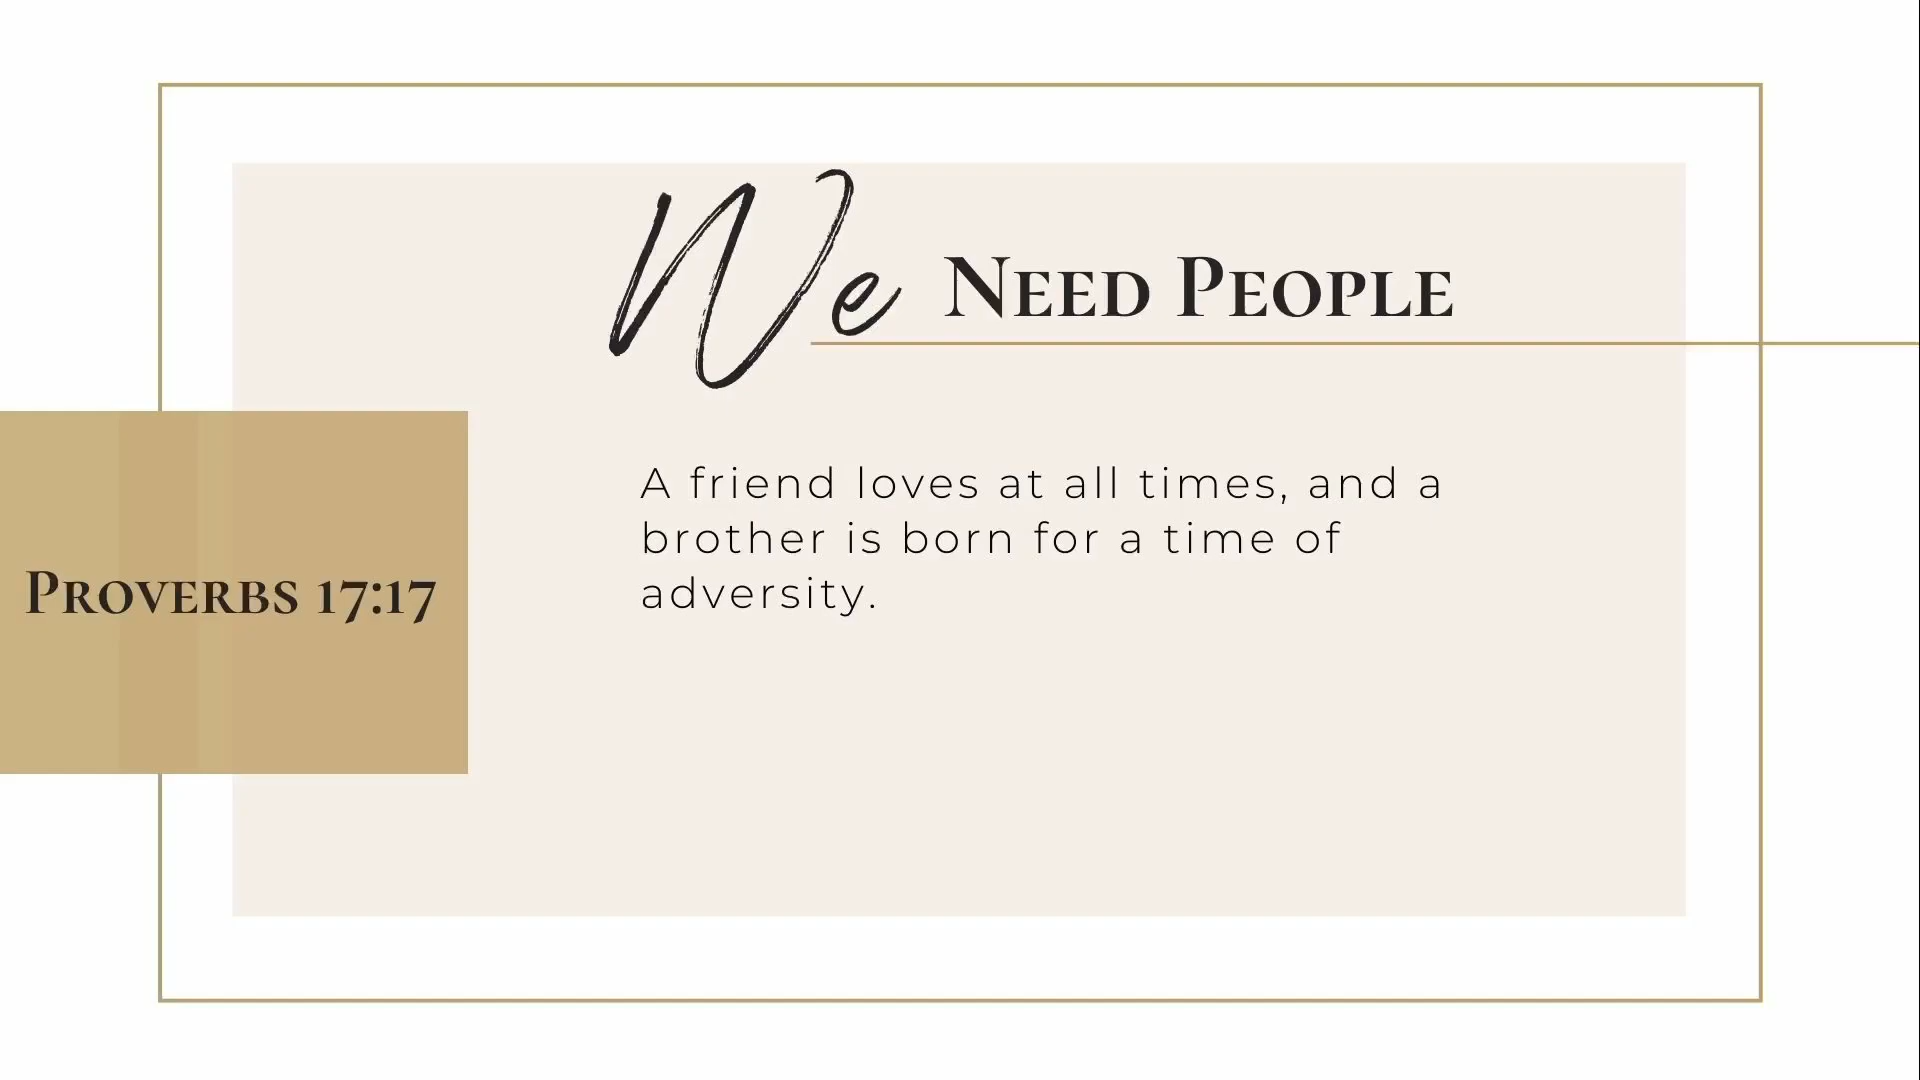 We Need People
A friend loves at all times, and a
brother is born for a time of
adversity.
Proverbs 17:17